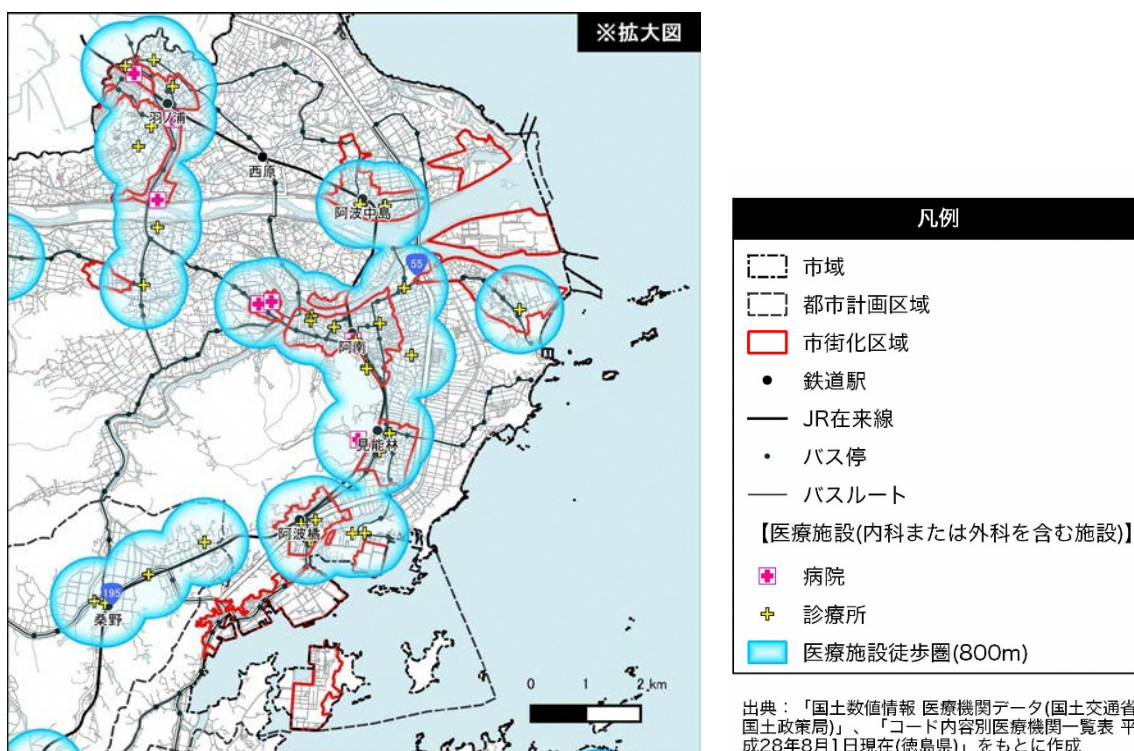 ※拡大図
羽ノ浦
西原
阿波中島
55
阿南
見能林
阿波橘
195
桑野
0 1 2 km
凡例
市域
都市計画区域
市街化区域
鉄道駅
JR在来線
バス停
バスルート
【医療施設(内科または外科を含む施設)】
病院
診療所
医療施設徒歩圏(800m)
出典：「国土数値情報 医療機関データ(国土交通省
国土政策局)」、「コード内容別医療機関一覧表 平
成28年8月1日現在(徳島県)」をもとに作成